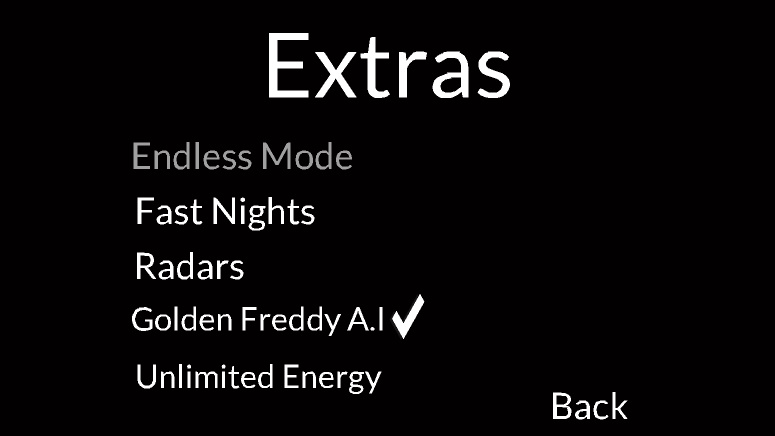 Extras
Endless Mode
Fast Nights
Radars
Golden Freddy A.I
Unlimited Energy
Back